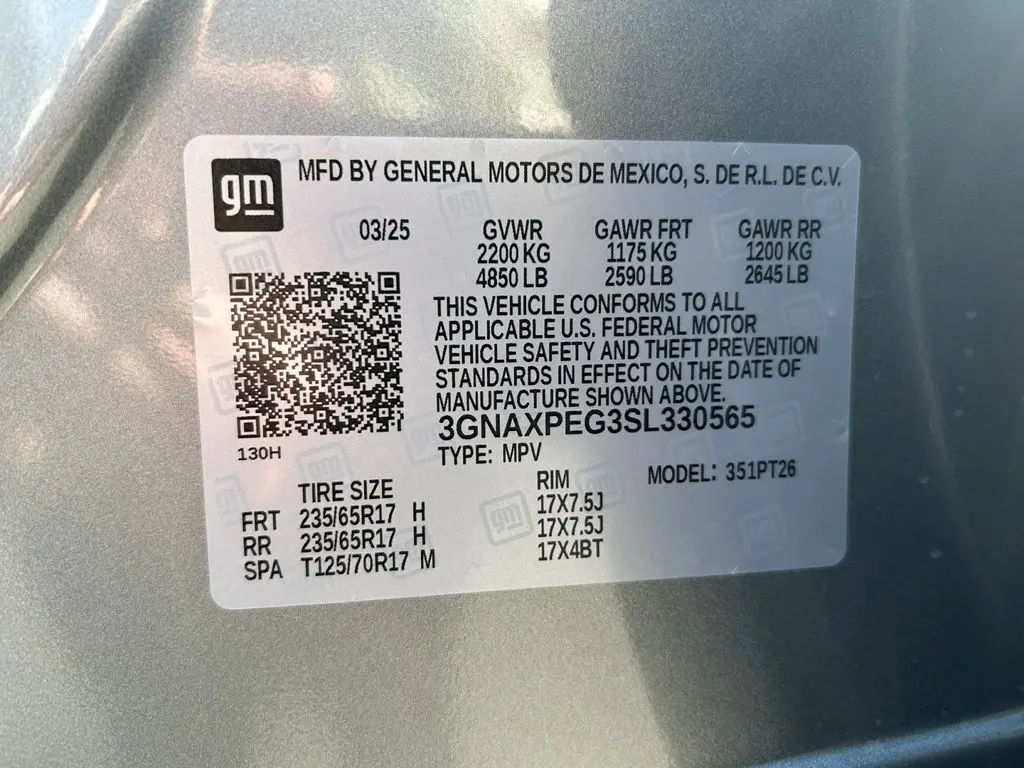 gm MFD BY GENERAL MOTORS DE MEXICO, S. DE R.L. DE C.V.
03/25 GVWR GAWR FRT GAWR RR
2200 KG 1175 KG 1200 KG
4850 LB 2590 LB 2645 LB
THIS VEHICLE CONFORMS TO ALL
APPLICABLE U.S. FEDERAL MOTOR
VEHICLE SAFETY AND THEFT PREVENTION
STANDARDS IN EFFECT ON THE DATE OF
MANUFACTURE SHOWN ABOVE.
3GNAXPEG3SL330565
130H
TYPE: MPV MODEL: 351PT26
TIRE SIZE RIM
FRT 235/65R17 H 17X7.5J
RR 235/65R17 H 17X7.5J
SPA T125/70R17 M 17X4BT
gm